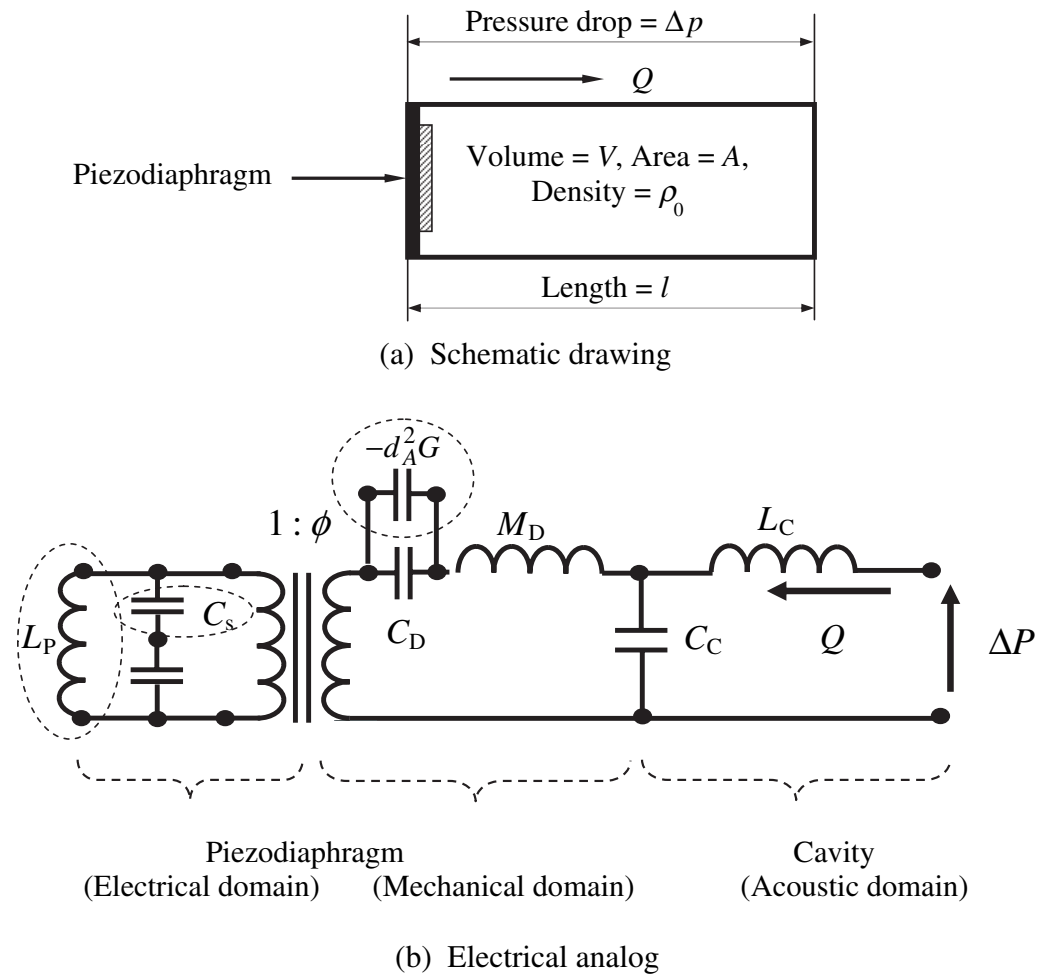 Pressure drop = Δp
Q
Piezodiaphragm
Volume = V, Area = A,
Density = ρ₀
Length = l
(a) Schematic drawing
−d_A^2 G
1 : ϕ
M_D
L_C
L_P
C_s
C_D
C_C
Q
ΔP
Piezodiaphragm
Cavity
(Electrical domain)
(Mechanical domain)
(Acoustic domain)
(b) Electrical analog